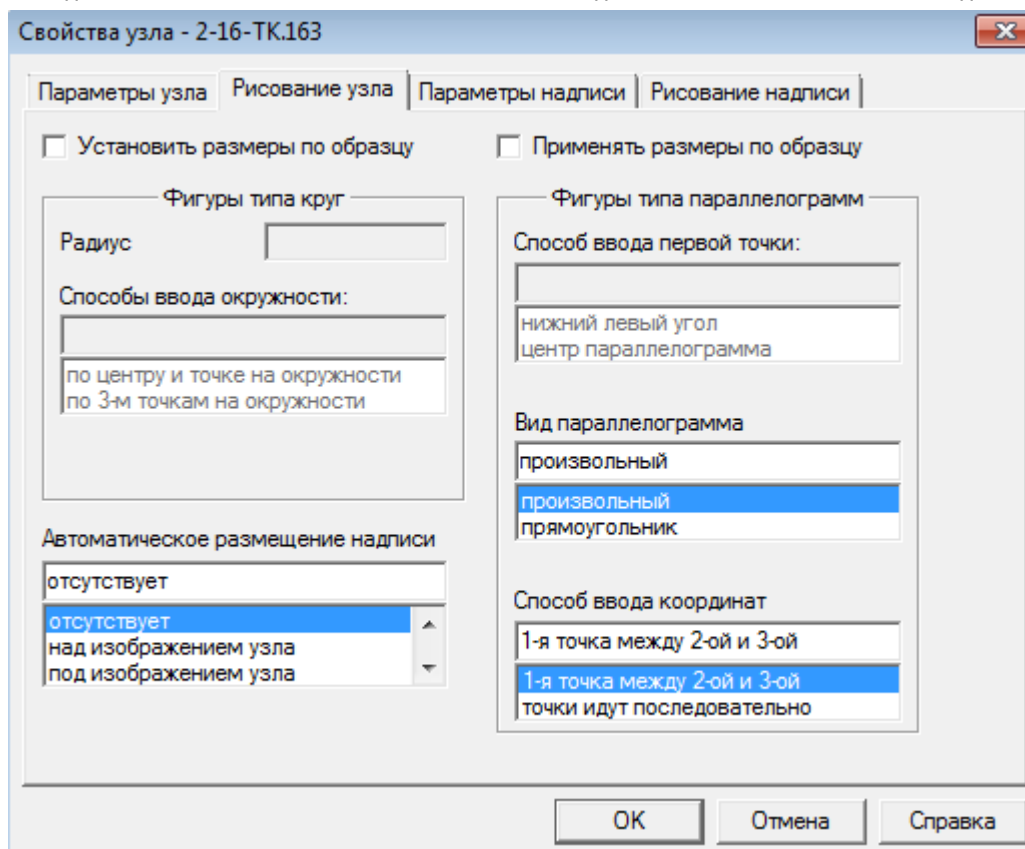 Свойства узла - 2-16-ТК.163
Параметры узла
Рисование узла
Параметры надписи
Рисование надписи
Установить размеры по образцу
Применять размеры по образцу
Фигуры типа круг
Радиус
Способы ввода окружности:
по центру и точке на окружности
по 3-м точкам на окружности
Автоматическое размещение надписи
отсутствует
отсутствует
над изображением узла
под изображением узла
Фигуры типа параллелограмм
Способ ввода первой точки:
нижний левый угол
центр параллелограмма
Вид параллелограмма
произвольный
произвольный
прямоугольник
Способ ввода координат
1-я точка между 2-ой и 3-ой
1-я точка между 2-ой и 3-ой
точки идут последовательно
OK
Отмена
Справка